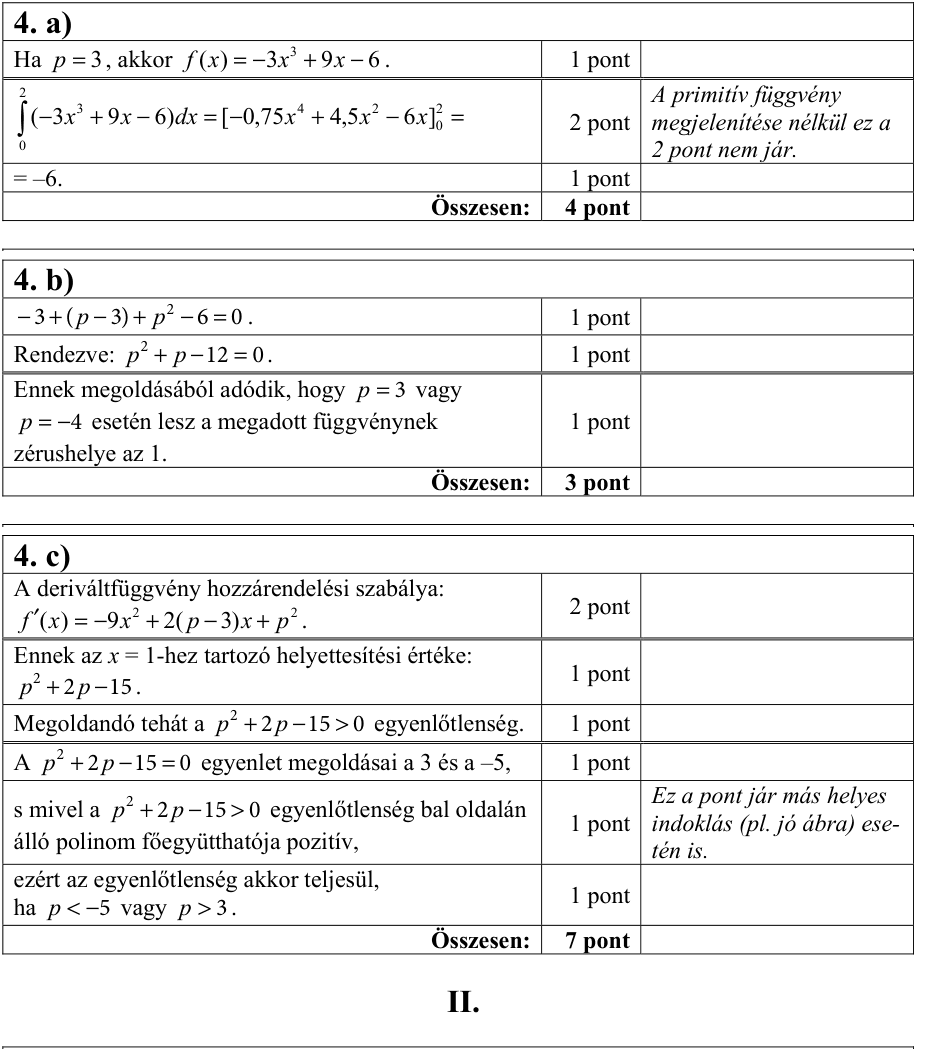 4. a)
Ha p = 3, akkor f(x) = −3x³ + 9x − 6. 1 pont
∫₀²(−3x³ + 9x − 6)dx = [−0,75x⁴ + 4,5x² − 6x]₀² = 2 pont
A primitív függvény
megjelenítése nélkül ez a
2 pont nem jár.
= –6. 1 pont
Összesen: 4 pont
4. b)
−3 + (p − 3) + p² − 6 = 0. 1 pont
Rendezve: p² + p − 12 = 0. 1 pont
Ennek megoldásából adódik, hogy p = 3 vagy
p = −4 esetén lesz a megadott függvénynek 1 pont
zérushelye az 1.
Összesen: 3 pont
4. c)
A deriváltfüggvény hozzárendelési szabálya:
f′(x) = −9x² + 2(p − 3)x + p². 2 pont
Ennek az x = 1-hez tartozó helyettesítési értéke:
p² + 2p − 15. 1 pont
Megoldandó tehát a p² + 2p − 15 > 0 egyenlőtlenség. 1 pont
A p² + 2p − 15 = 0 egyenlet megoldásai a 3 és a –5, 1 pont
s mivel a p² + 2p − 15 > 0 egyenlőtlenség bal oldalán
álló polinom főegyütthatója pozitív, 1 pont
Ez a pont jár más helyes
indoklás (pl. jó ábra) ese-
tén is.
ezért az egyenlőtlenség akkor teljesül,
ha p < −5 vagy p > 3. 1 pont
Összesen: 7 pont
II.